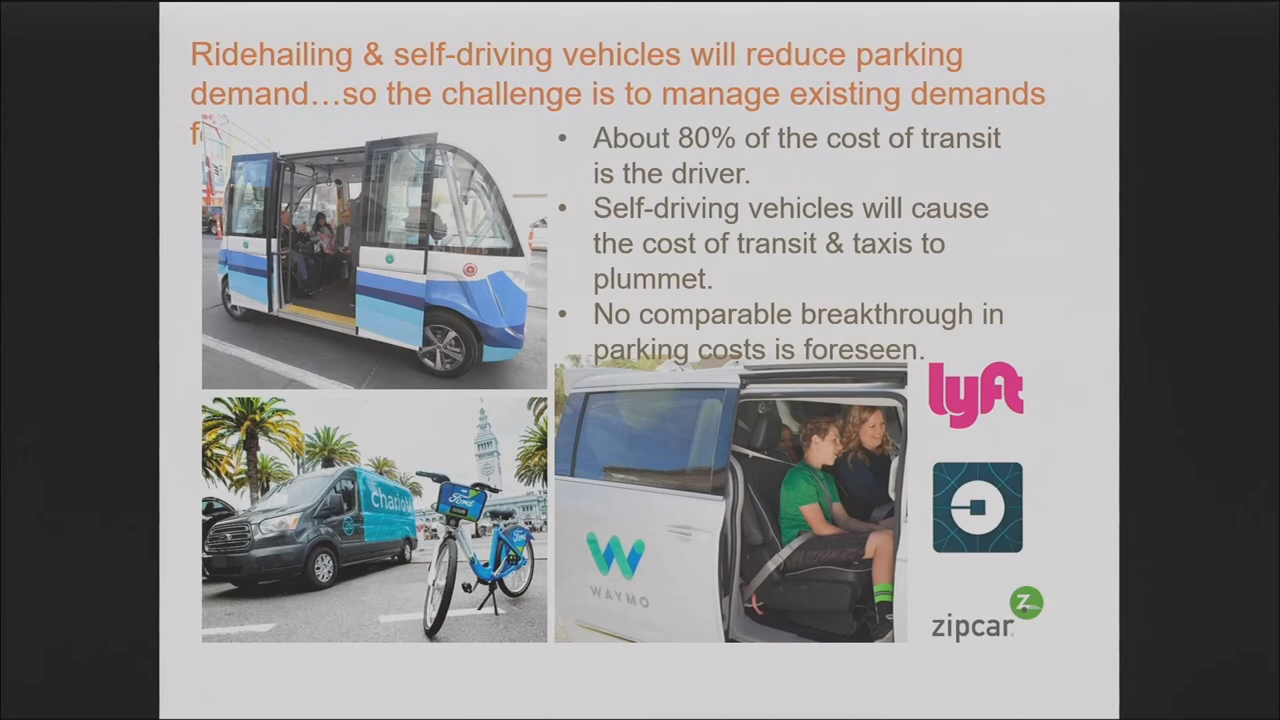 Ridehailing & self-driving vehicles will reduce parking
demand…so the challenge is to manage existing demands
• About 80% of the cost of transit
is the driver.
• Self-driving vehicles will cause
the cost of transit & taxis to
plummet.
• No comparable breakthrough in
parking costs is foreseen.
lyft
chariot
Ford
Ford
WAYMO
zipcar